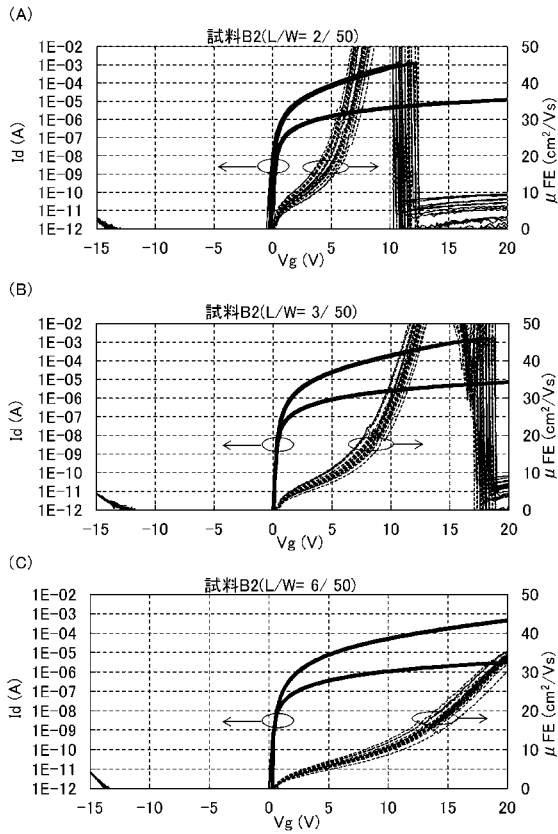 (A)
試料B2(L/W= 2/ 50)
Id (A)
1E-02
1E-03
1E-04
1E-05
1E-06
1E-07
1E-08
1E-09
1E-10
1E-11
1E-12
50
40
30
20
10
0
μFE (cm²/Vs)
-15 -10 -5 0 5 10 15 20
Vg (V)
(B)
試料B2(L/W= 3/ 50)
Id (A)
1E-02
1E-03
1E-04
1E-05
1E-06
1E-07
1E-08
1E-09
1E-10
1E-11
1E-12
50
40
30
20
10
0
μFE (cm²/Vs)
-15 -10 -5 0 5 10 15 20
Vg (V)
(C)
試料B2(L/W= 6/ 50)
Id (A)
1E-02
1E-03
1E-04
1E-05
1E-06
1E-07
1E-08
1E-09
1E-10
1E-11
1E-12
50
40
30
20
10
0
μFE (cm²/Vs)
-15 -10 -5 0 5 10 15 20
Vg (V)